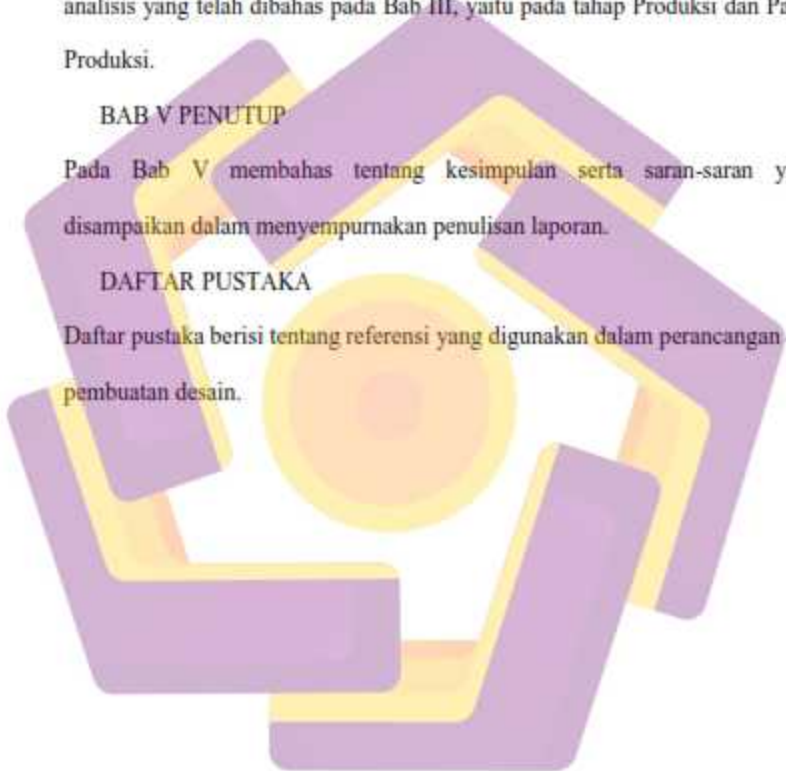 analisis yang telah dibahas pada Bab III, yaitu pada tahap Produksi dan Pa
Produksi.
BAB V PENUTUP
Pada Bab V membahas tentang kesimpulan serta saran-saran y
disampaikan dalam menyempurnakan penulisan laporan.
DAFTAR PUSTAKA
Daftar pustaka berisi tentang referensi yang digunakan dalam perancangan
pembuatan desain.